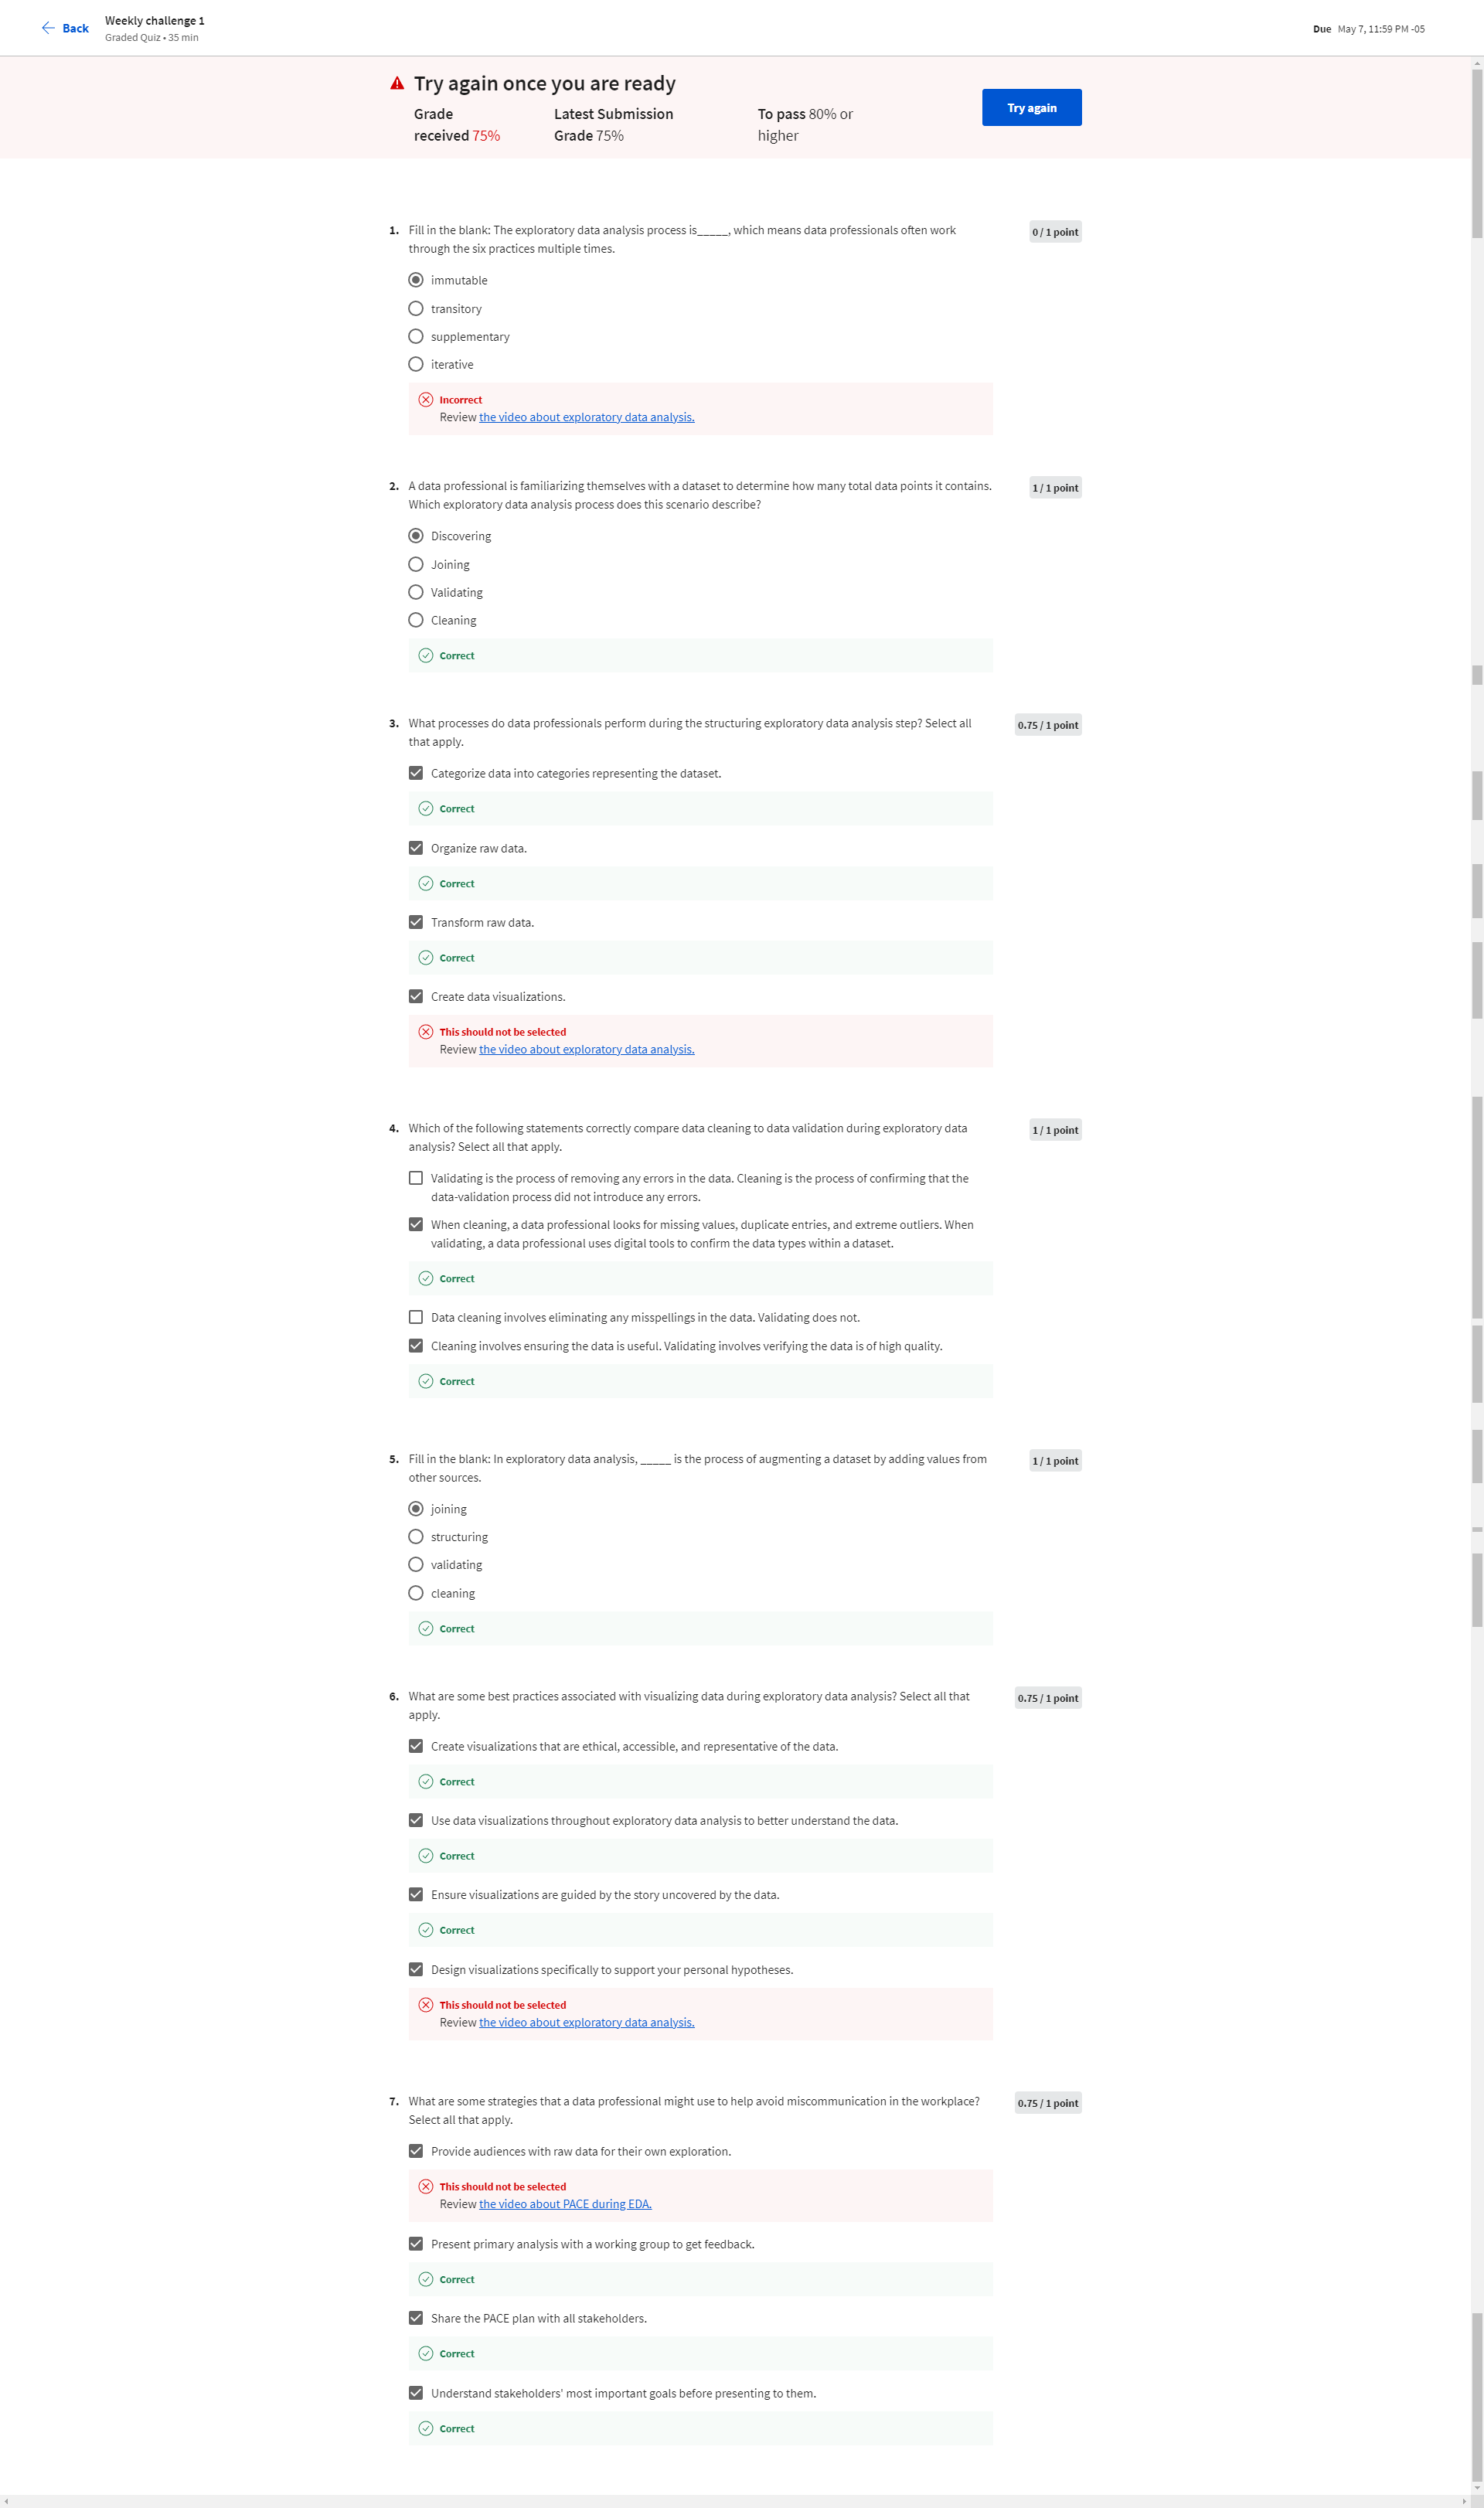 Back
Weekly challenge 1
Graded Quiz • 35 min
Due May 7, 11:59 PM -05
Try again once you are ready
Grade
received 75%
Latest Submission
Grade 75%
To pass 80% or
higher
Try again
1. Fill in the blank: The exploratory data analysis process is_____, which means data professionals often work
through the six practices multiple times.
0 / 1 point
immutable
transitory
supplementary
iterative
Incorrect
Review the video about exploratory data analysis.
2. A data professional is familiarizing themselves with a dataset to determine how many total data points it contains.
Which exploratory data analysis process does this scenario describe?
1 / 1 point
Discovering
Joining
Validating
Cleaning
Correct
3. What processes do data professionals perform during the structuring exploratory data analysis step? Select all
that apply.
0.75 / 1 point
Categorize data into categories representing the dataset.
Correct
Organize raw data.
Correct
Transform raw data.
Correct
Create data visualizations.
This should not be selected
Review the video about exploratory data analysis.
4. Which of the following statements correctly compare data cleaning to data validation during exploratory data
analysis? Select all that apply.
1 / 1 point
Validating is the process of removing any errors in the data. Cleaning is the process of confirming that the
data-validation process did not introduce any errors.
When cleaning, a data professional looks for missing values, duplicate entries, and extreme outliers. When
validating, a data professional uses digital tools to confirm the data types within a dataset.
Correct
Data cleaning involves eliminating any misspellings in the data. Validating does not.
Cleaning involves ensuring the data is useful. Validating involves verifying the data is of high quality.
Correct
5. Fill in the blank: In exploratory data analysis, _____ is the process of augmenting a dataset by adding values from
other sources.
1 / 1 point
joining
structuring
validating
cleaning
Correct
6. What are some best practices associated with visualizing data during exploratory data analysis? Select all that
apply.
0.75 / 1 point
Create visualizations that are ethical, accessible, and representative of the data.
Correct
Use data visualizations throughout exploratory data analysis to better understand the data.
Correct
Ensure visualizations are guided by the story uncovered by the data.
Correct
Design visualizations specifically to support your personal hypotheses.
This should not be selected
Review the video about exploratory data analysis.
7. What are some strategies that a data professional might use to help avoid miscommunication in the workplace?
Select all that apply.
0.75 / 1 point
Provide audiences with raw data for their own exploration.
This should not be selected
Review the video about PACE during EDA.
Present primary analysis with a working group to get feedback.
Correct
Share the PACE plan with all stakeholders.
Correct
Understand stakeholders' most important goals before presenting to them.
Correct